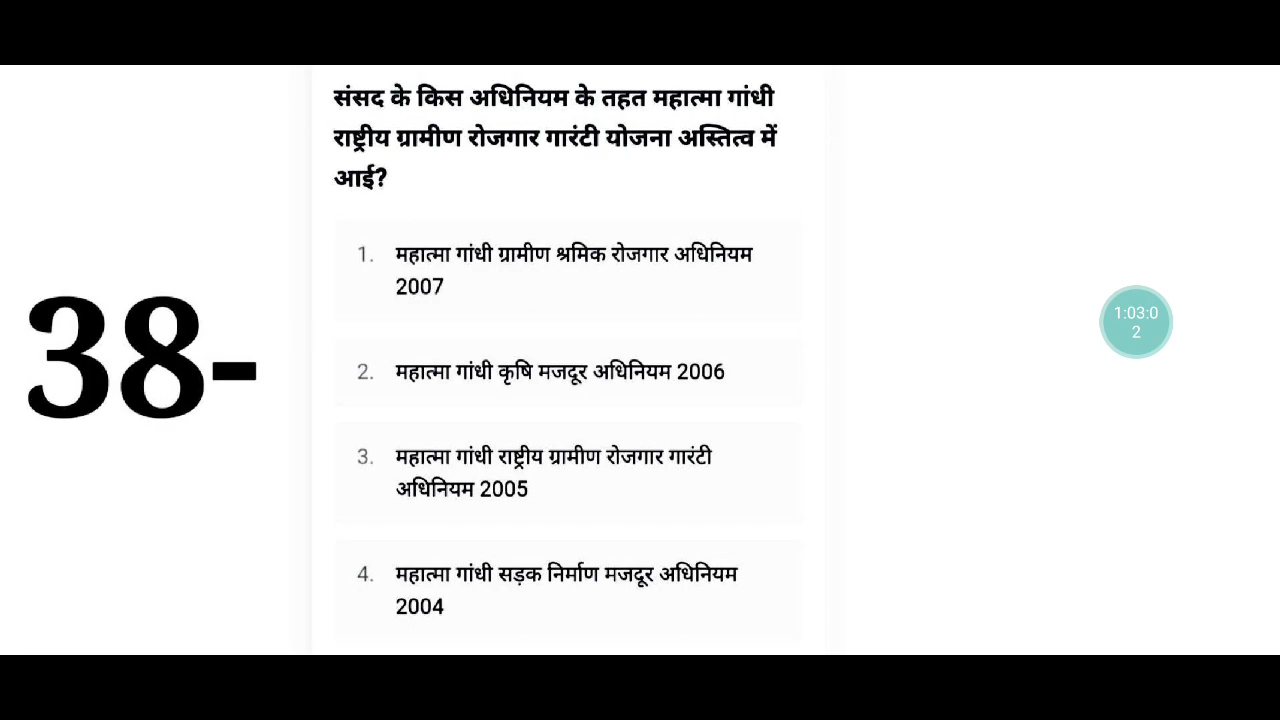 संसद के किस अधिनियम के तहत महात्मा गांधी
राष्ट्रीय ग्रामीण रोजगार गारंटी योजना अस्तित्व में
आई?
1. महात्मा गांधी ग्रामीण श्रमिक रोजगार अधिनियम
2007
38-
2. महात्मा गांधी कृषि मजदूर अधिनियम 2006
3. महात्मा गांधी राष्ट्रीय ग्रामीण रोजगार गारंटी
अधिनियम 2005
4. महात्मा गांधी सड़क निर्माण मजदूर अधिनियम
2004
1:03:0
2